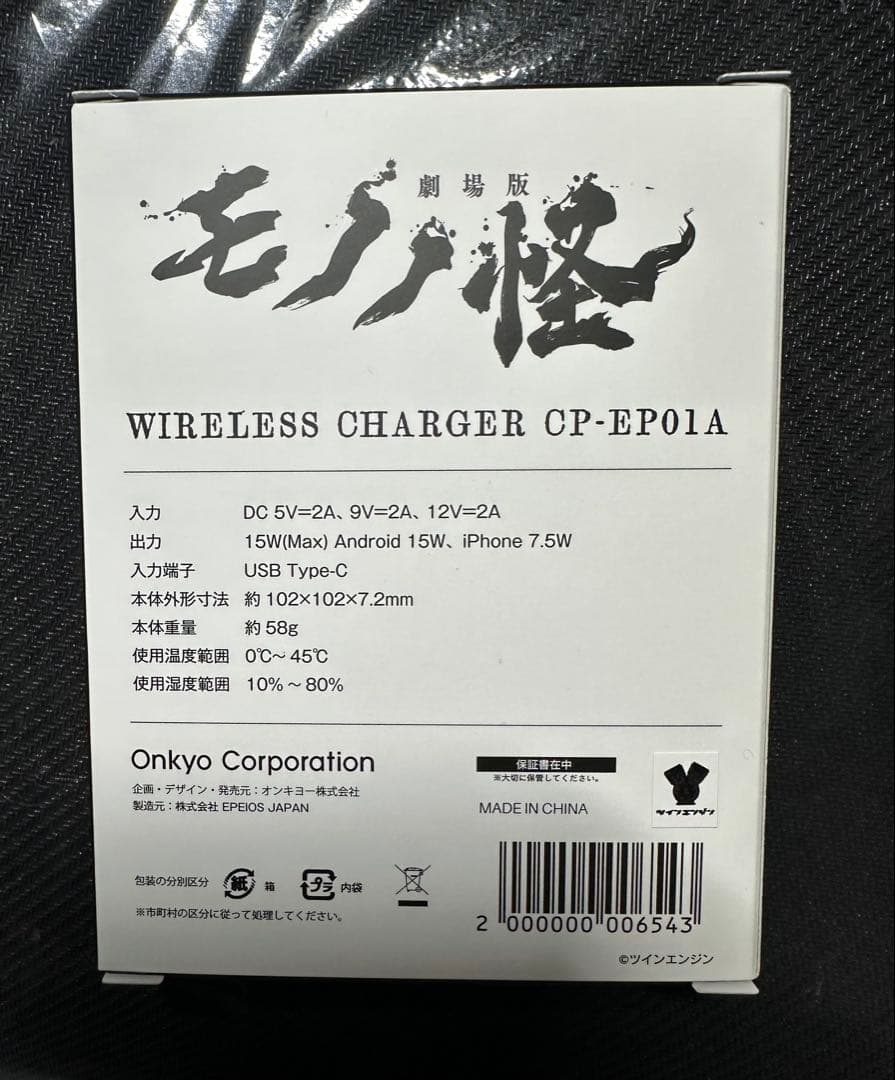 劇場版
モノノ怪
WIRELESS CHARGER CP-EP01A
入力 DC 5V=2A、9V=2A、12V=2A
出力 15W(Max) Android 15W、iPhone 7.5W
入力端子 USB Type-C
本体外形寸法 約 102×102×7.2mm
本体重量 約 58g
使用温度範囲 0℃~ 45℃
使用湿度範囲 10% ~ 80%
Onkyo Corporation
企画・デザイン・発売元：オンキヨー株式会社
製造元：株式会社 EPEIOS JAPAN
保証書在中
※大切に保管してください。
MADE IN CHINA
ツインエンジン
包装の分別区分 紙 箱 プラ 内袋
※市町村の区分に従って処理してください。
2 000000 006543
©ツインエンジン